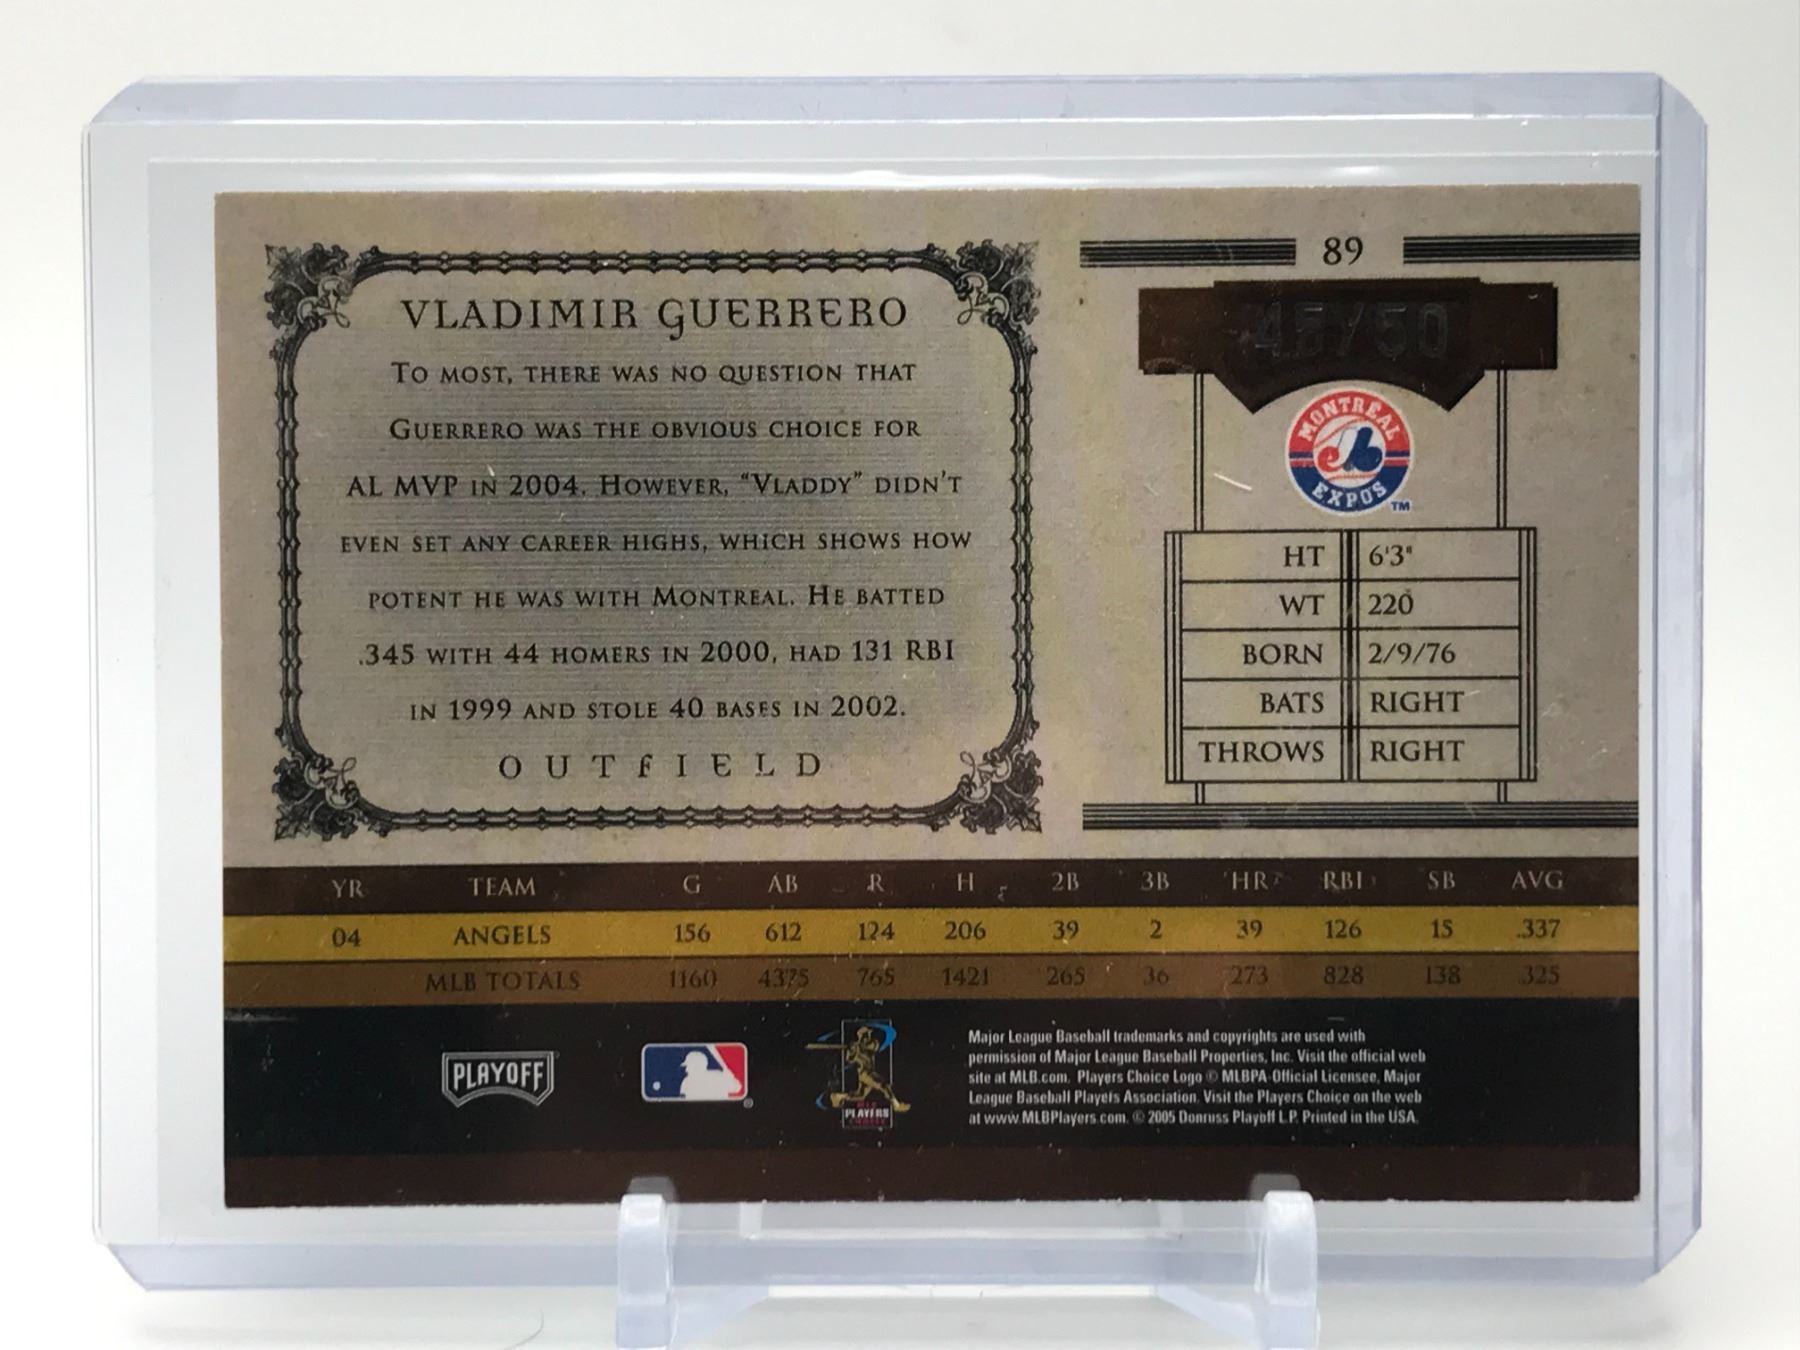 VLADIMIR GUERRERO
TO MOST, THERE WAS NO QUESTION THAT
GUERRERO WAS THE OBVIOUS CHOICE FOR
AL MVP IN 2004. HOWEVER, “VLADDY” DIDN'T
EVEN SET ANY CAREER HIGHS, WHICH SHOWS HOW
POTENT HE WAS WITH MONTREAL. HE BATTED
.345 WITH 44 HOMERS IN 2000, HAD 131 RBI
IN 1999 AND STOLE 40 BASES IN 2002.
OUTFIELD
89
45/50
MONTRÉAL
EXPOS
TM
HT 6'3"
WT 220
BORN 2/9/76
BATS RIGHT
THROWS RIGHT
YR TEAM G AB R H 2B 3B HR RBI SB AVG
04 ANGELS 156 612 124 206 39 2 39 126 15 .337
MLB TOTALS 1160 4375 765 1421 265 36 273 828 138 .325
PLAYOFF
PLAYERS
CHOICE
Major League Baseball trademarks and copyrights are used with
permission of Major League Baseball Properties, Inc. Visit the official web
site at MLB.com. Players Choice Logo © MLBPA-Official Licensee, Major
League Baseball Players Association. Visit the Players Choice on the web
at www.MLBPlayers.com. © 2005 Donruss Playoff L.P. Printed in the USA.